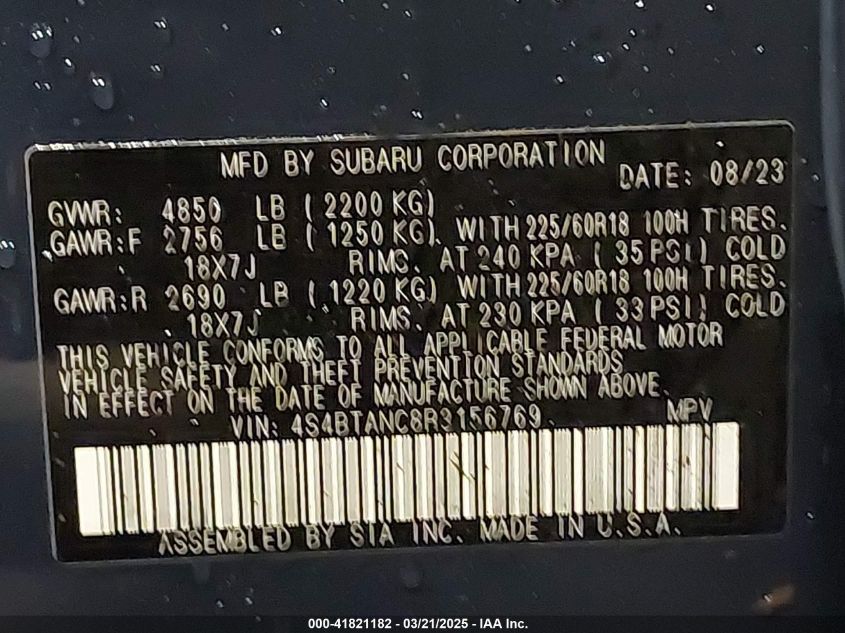 MFD BY SUBARU CORPORATION
DATE: 08/23
GVWR: 4850 LB (2200 KG)
GAWR:F 2756 LB (1250 KG). WITH 225/60R18 100H TIRES.
18X7J RIMS. AT 240 KPA (35 PSI) COLD
GAWR:R 2690 LB (1220 KG) WITH 225/60R18 100H TIRES.
18X7J RIMS. AT 230 KPA (33 PSI) COLD
THIS VEHICLE CONFORMS TO ALL APPLICABLE FEDERAL MOTOR
VEHICLE SAFETY AND THEFT PREVENTION STANDARDS
IN EFFECT ON THE DATE OF MANUFACTURE SHOWN ABOVE.
VIN: 4S4BTANC8R3156769 MPV
ASSEMBLED BY SIA INC. MADE IN U.S.A.
000-41821182 - 03/21/2025 - IAA Inc.